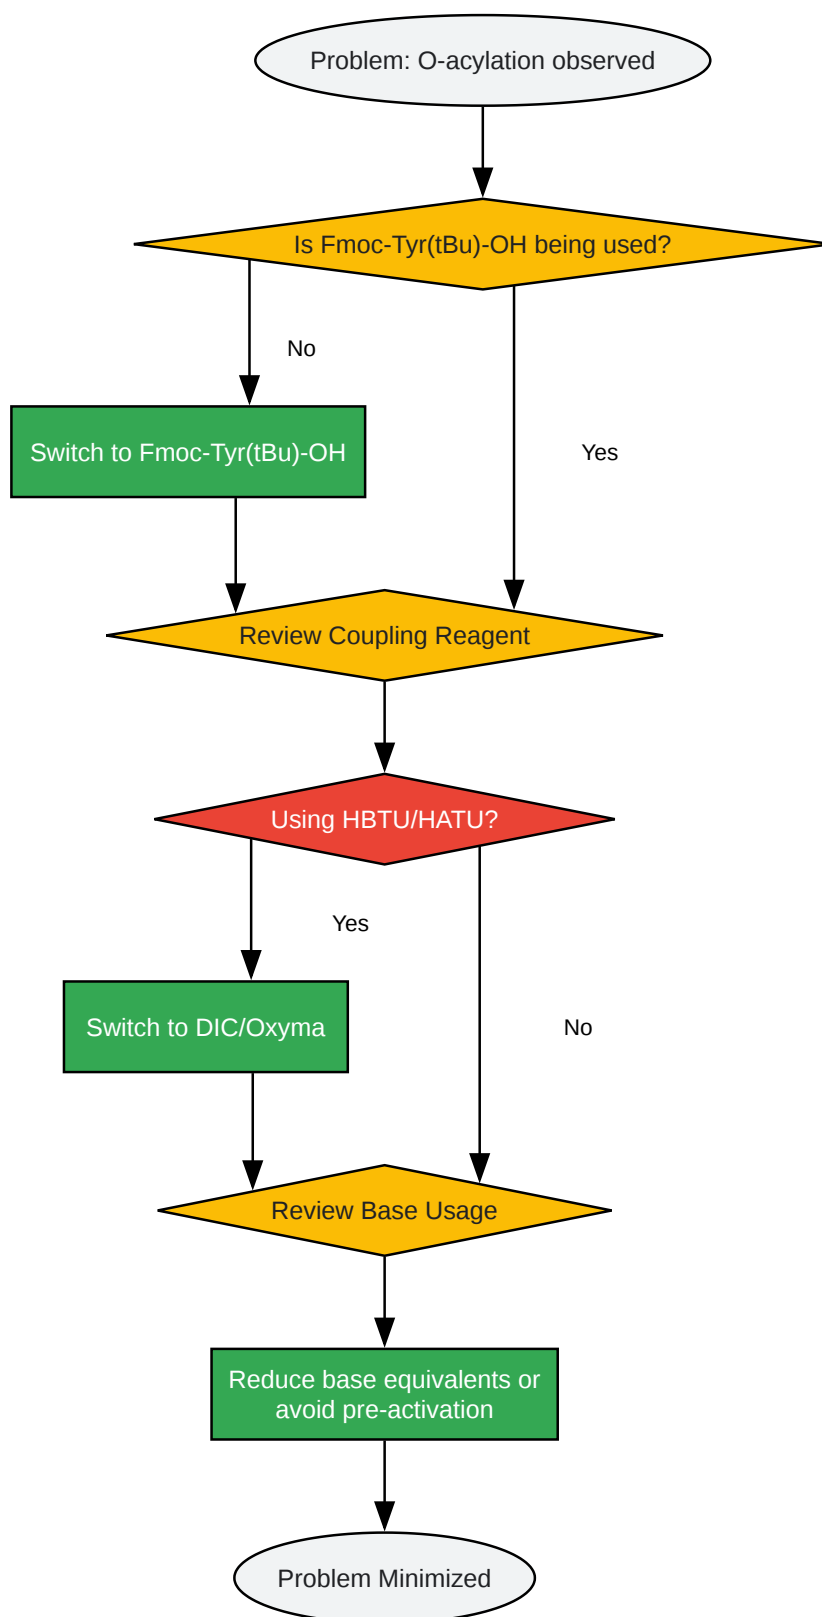 Problem: O-acylation observed
Is Fmoc-Tyr(tBu)-OH being used?
No
Switch to Fmoc-Tyr(tBu)-OH
Yes
Review Coupling Reagent
Using HBTU/HATU?
Yes
Switch to DIC/Oxyma
No
Review Base Usage
Reduce base equivalents or
avoid pre-activation
Problem Minimized